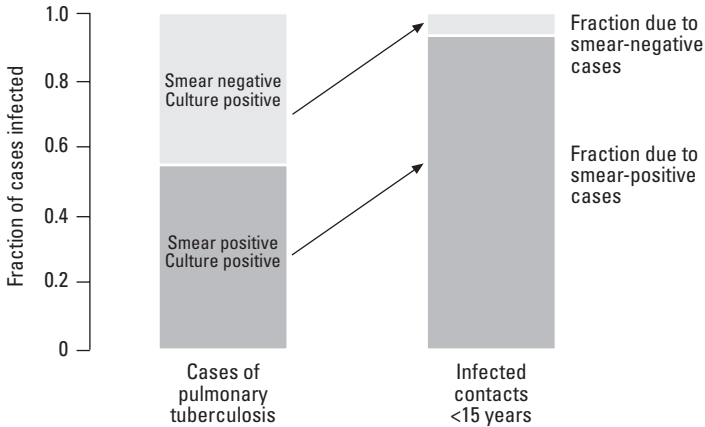 Fraction of cases infected
1.0
0.8
0.6
0.4
0.2
0
Smear negative
Culture positive
Smear positive
Culture positive
Cases of
pulmonary
tuberculosis
Infected
contacts
<15 years
Fraction due to
smear-negative
cases
Fraction due to
smear-positive
cases